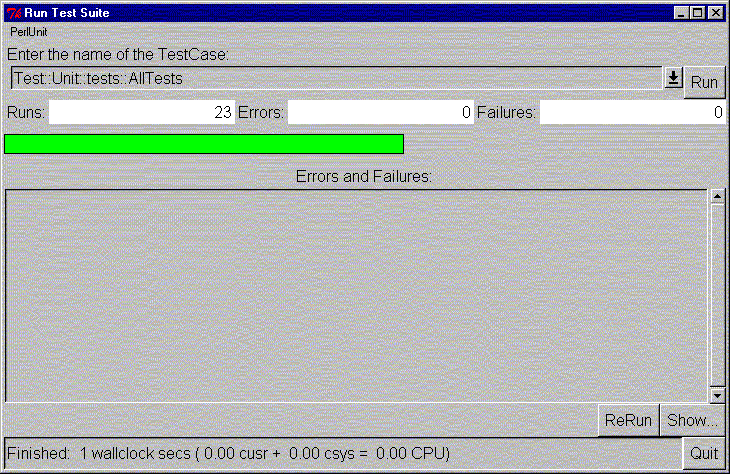 Run Test Suite
PerlUnit
Enter the name of the TestCase:
Test::Unit::tests::AllTests
Run
Runs: 23 Errors: 0 Failures: 0
Errors and Failures:
ReRun Show...
Finished: 1 wallclock secs ( 0.00 cusr + 0.00 csys = 0.00 CPU)
Quit